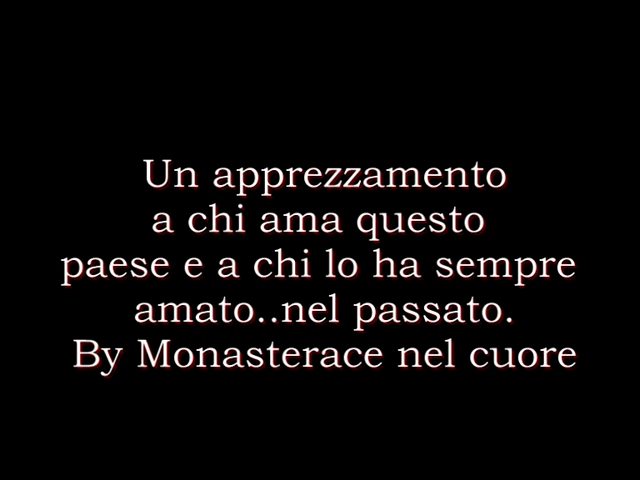 Un apprezzamento
a chi ama questo
paese e a chi lo ha sempre
amato..nel passato.
By Monasterace nel cuore